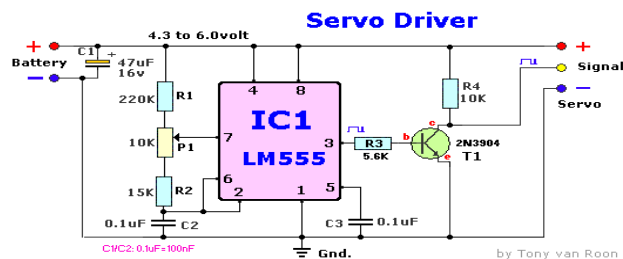 Servo Driver
4.3 to 6.0volt
+
C1
+
Battery
47uF
16v
−
220K
R1
4
8
R4
10K
+
Signal
−
Servo
IC1
LM555
10K
P1
7
3
R3
5.6K
b
c
e
2N3904
T1
15K
R2
6
2
1
5
0.1uF
C2
C3
0.1uF
C1/C2: 0.1uF=100nF
Gnd.
by Tony van Roon